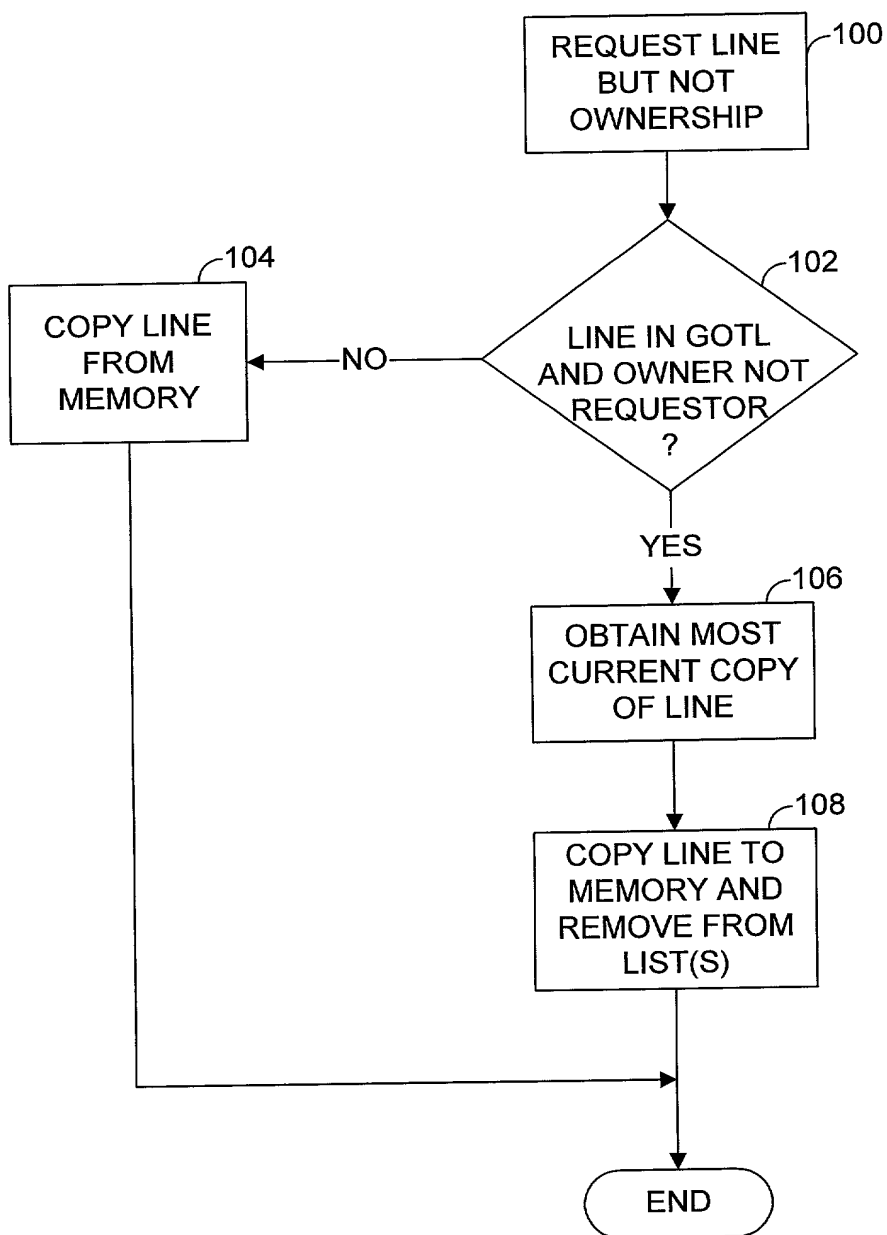 REQUEST LINE
BUT NOT
OWNERSHIP
100
102
LINE IN GOTL
AND OWNER NOT
REQUESTOR
?
NO
104
COPY LINE
FROM
MEMORY
YES
106
OBTAIN MOST
CURRENT COPY
OF LINE
108
COPY LINE TO
MEMORY AND
REMOVE FROM
LIST(S)
END